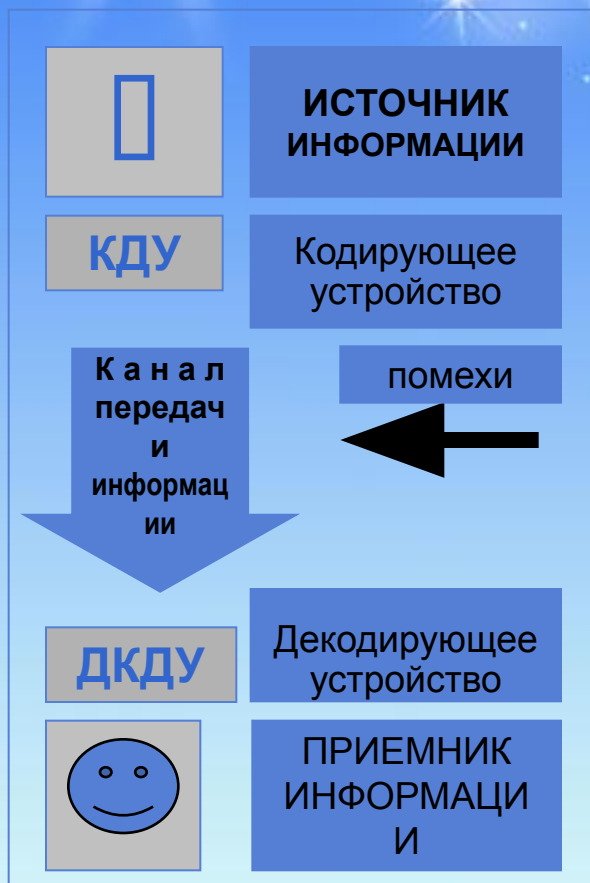 ИСТОЧНИК
ИНФОРМАЦИИ
КДУ
Кодирующее
устройство
К а н а л
передач
и
информац
ии
помехи
ДКДУ
Декодирующее
устройство
ПРИЕМНИК
ИНФОРМАЦИ
И